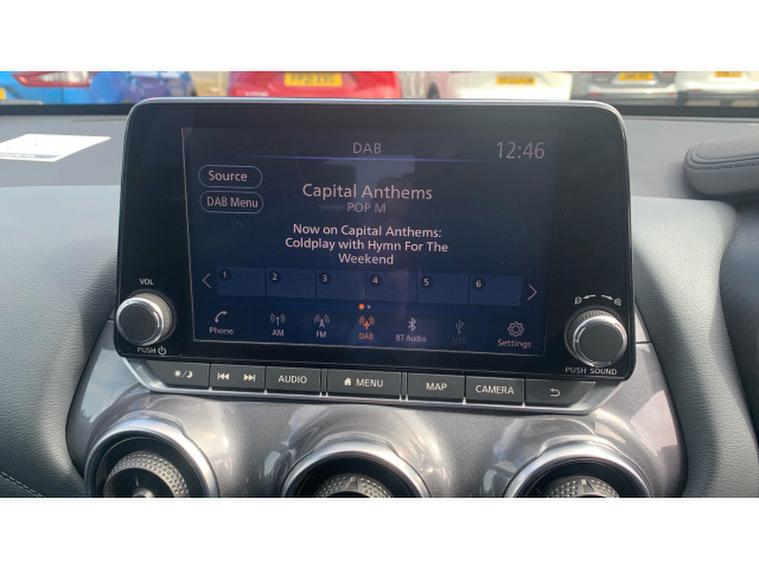 DAB
12:46
Source
DAB Menu
Capital Anthems
POP M
Now on Capital Anthems:
Coldplay with Hymn For The
Weekend
1 2 3 4 5 6
Phone AM FM DAB BT Audio USB Settings
VOL
PUSH
PUSH SOUND
AUDIO MENU MAP CAMERA